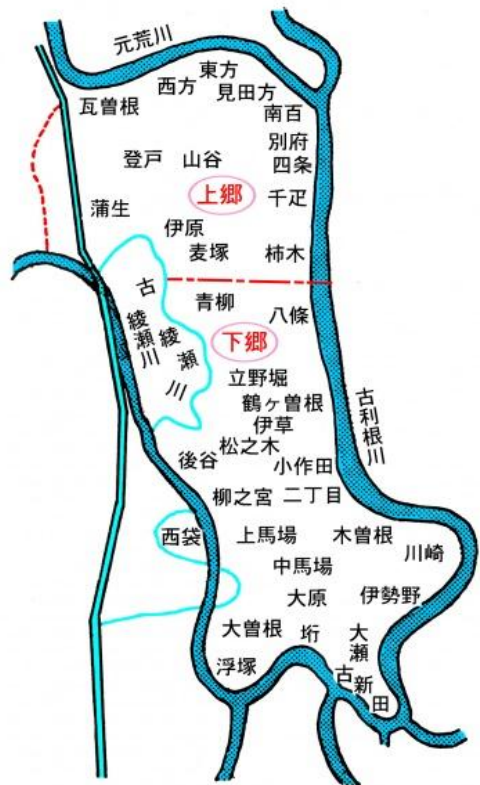 元荒川
東方
西方
見田方
瓦曽根
南百
別府
登戸
山谷
四条
上郷
千疋
蒲生
伊原
麦塚
柿木
古綾瀬川
綾瀬川
青柳
八條
下郷
立野堀
鶴ヶ曽根
古利根川
伊草
松之木
後谷
小作田
柳之宮
二丁目
西袋
上馬場
木曽根
川崎
中馬場
大原
伊勢野
大曽根
垳
大瀬
浮塚
古新田